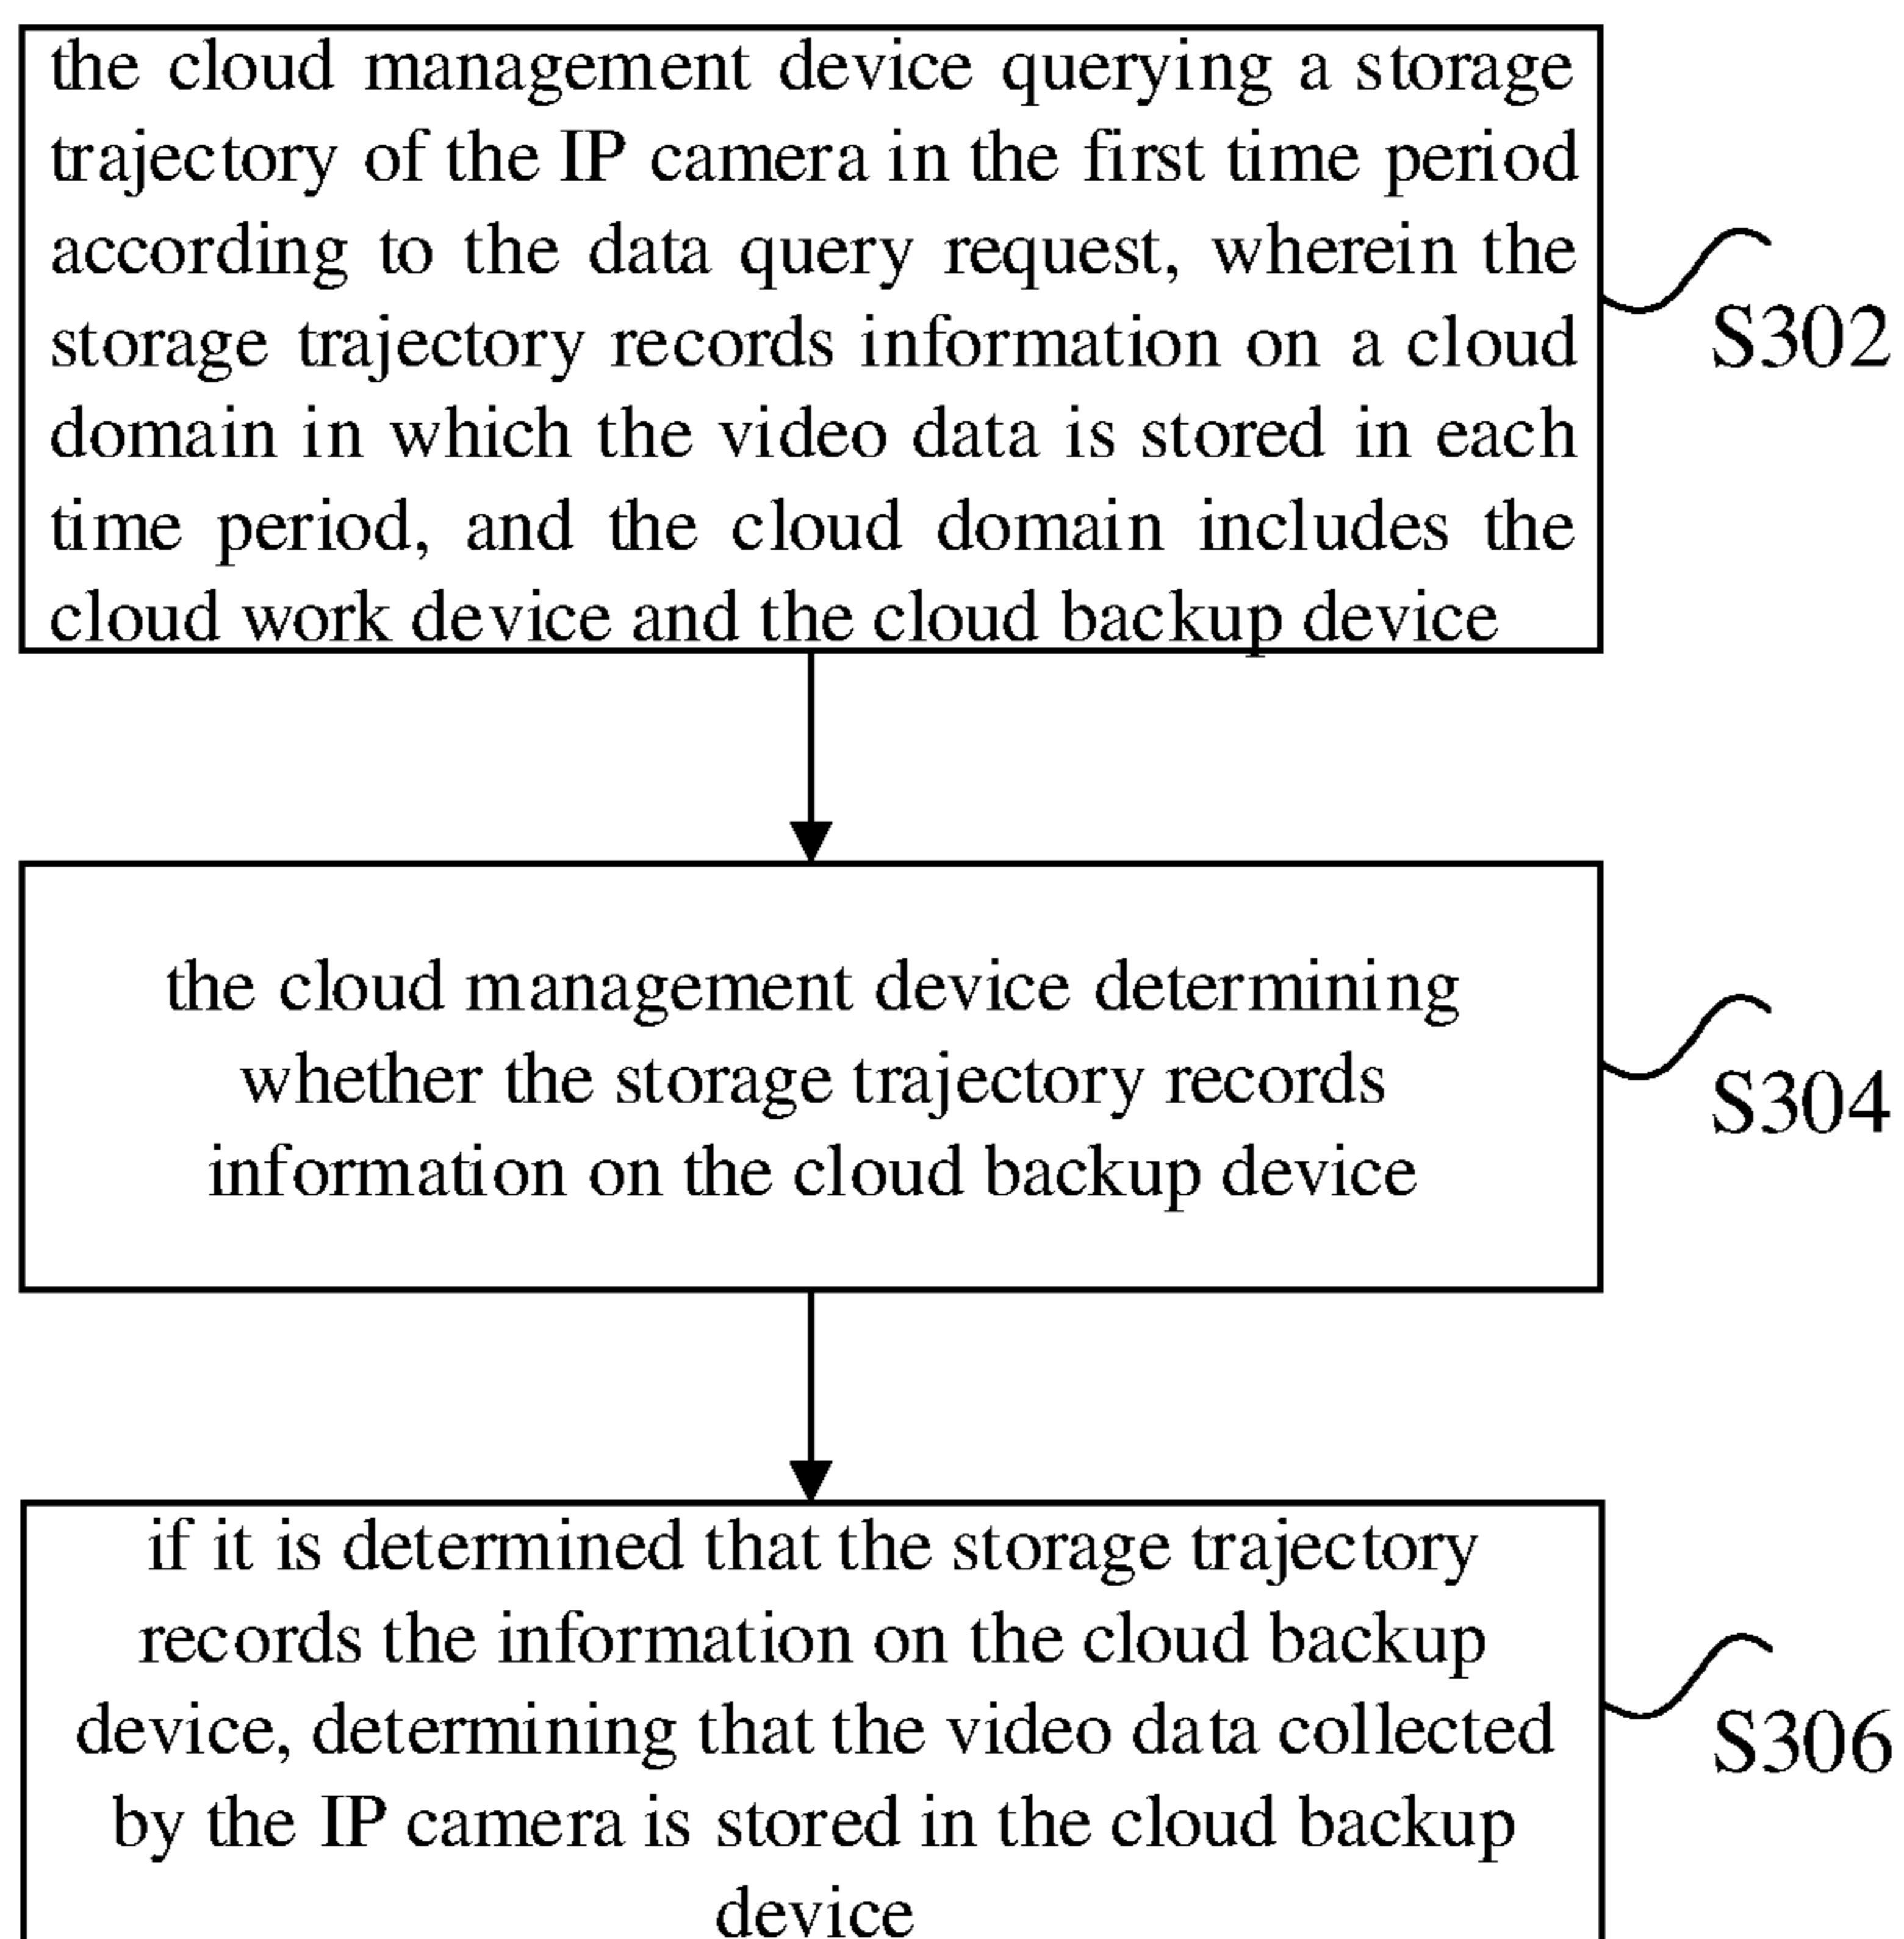 the cloud management device querying a storage
trajectory of the IP camera in the first time period
according to the data query request, wherein the
storage trajectory records information on a cloud
domain in which the video data is stored in each
time period, and the cloud domain includes the
cloud work device and the cloud backup device
S302
the cloud management device determining
whether the storage trajectory records
information on the cloud backup device
S304
if it is determined that the storage trajectory
records the information on the cloud backup
device, determining that the video data collected
by the IP camera is stored in the cloud backup
device
S306